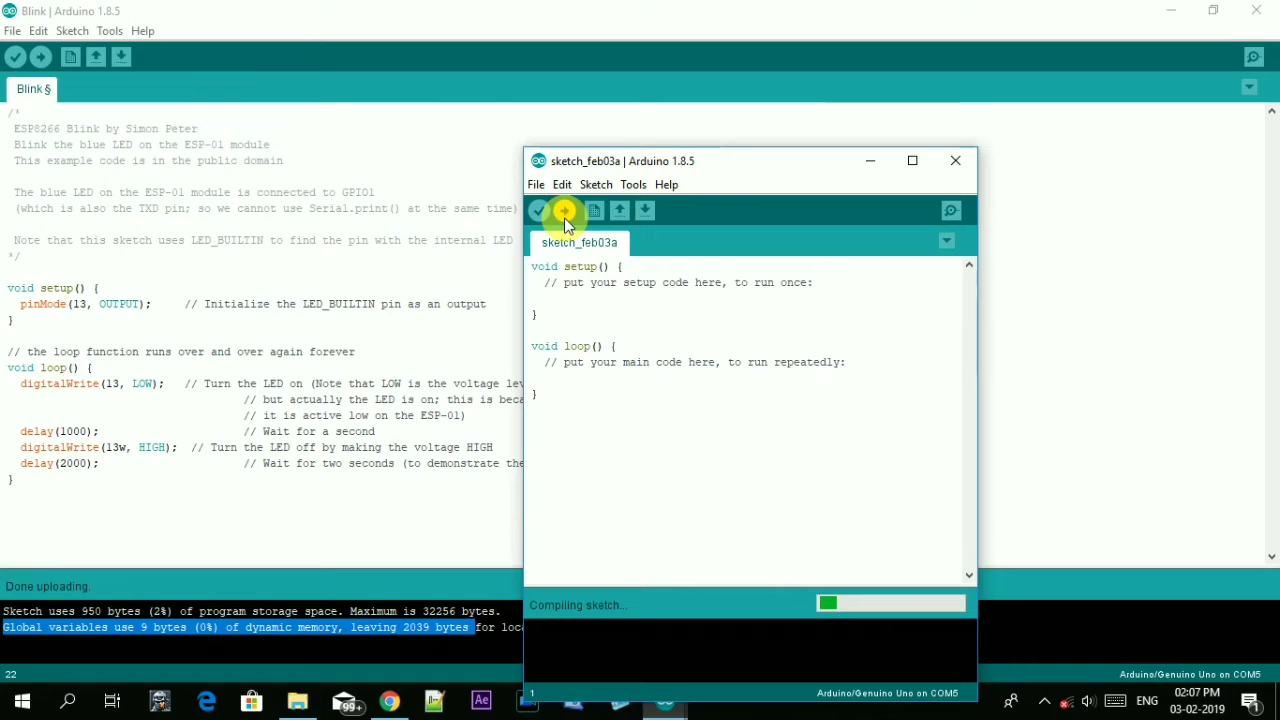 Blink | Arduino 1.8.5
File Edit Sketch Tools Help
Blink §
/*
ESP8266 Blink by Simon Peter
Blink the blue LED on the ESP-01 module
This example code is in the public domain
The blue LED on the ESP-01 module is connected to GPIO1
(which is also the TXD pin; so we cannot use Serial.print() at the same time)
Note that this sketch uses LED_BUILTIN to find the pin with the internal LED
*/
void setup() {
pinMode(13, OUTPUT); // Initialize the LED_BUILTIN pin as an output
}
// the loop function runs over and over again forever
void loop() {
digitalWrite(13, LOW); // Turn the LED on (Note that LOW is the voltage lev
// but actually the LED is on; this is beca
// it is active low on the ESP-01)
delay(1000); // Wait for a second
digitalWrite(13w, HIGH); // Turn the LED off by making the voltage HIGH
delay(2000); // Wait for two seconds (to demonstrate the
}
Done uploading.
Sketch uses 950 bytes (2%) of program storage space. Maximum is 32256 bytes.
Global variables use 9 bytes (0%) of dynamic memory, leaving 2039 bytes for loca
22
Arduino/Genuino Uno on COM5
sketch_feb03a | Arduino 1.8.5
File Edit Sketch Tools Help
sketch_feb03a
void setup() {
// put your setup code here, to run once:
}
void loop() {
// put your main code here, to run repeatedly:
}
Compiling sketch...
1
Arduino/Genuino Uno on COM5
99+
Ae
ENG
02:07 PM
03-02-2019
1